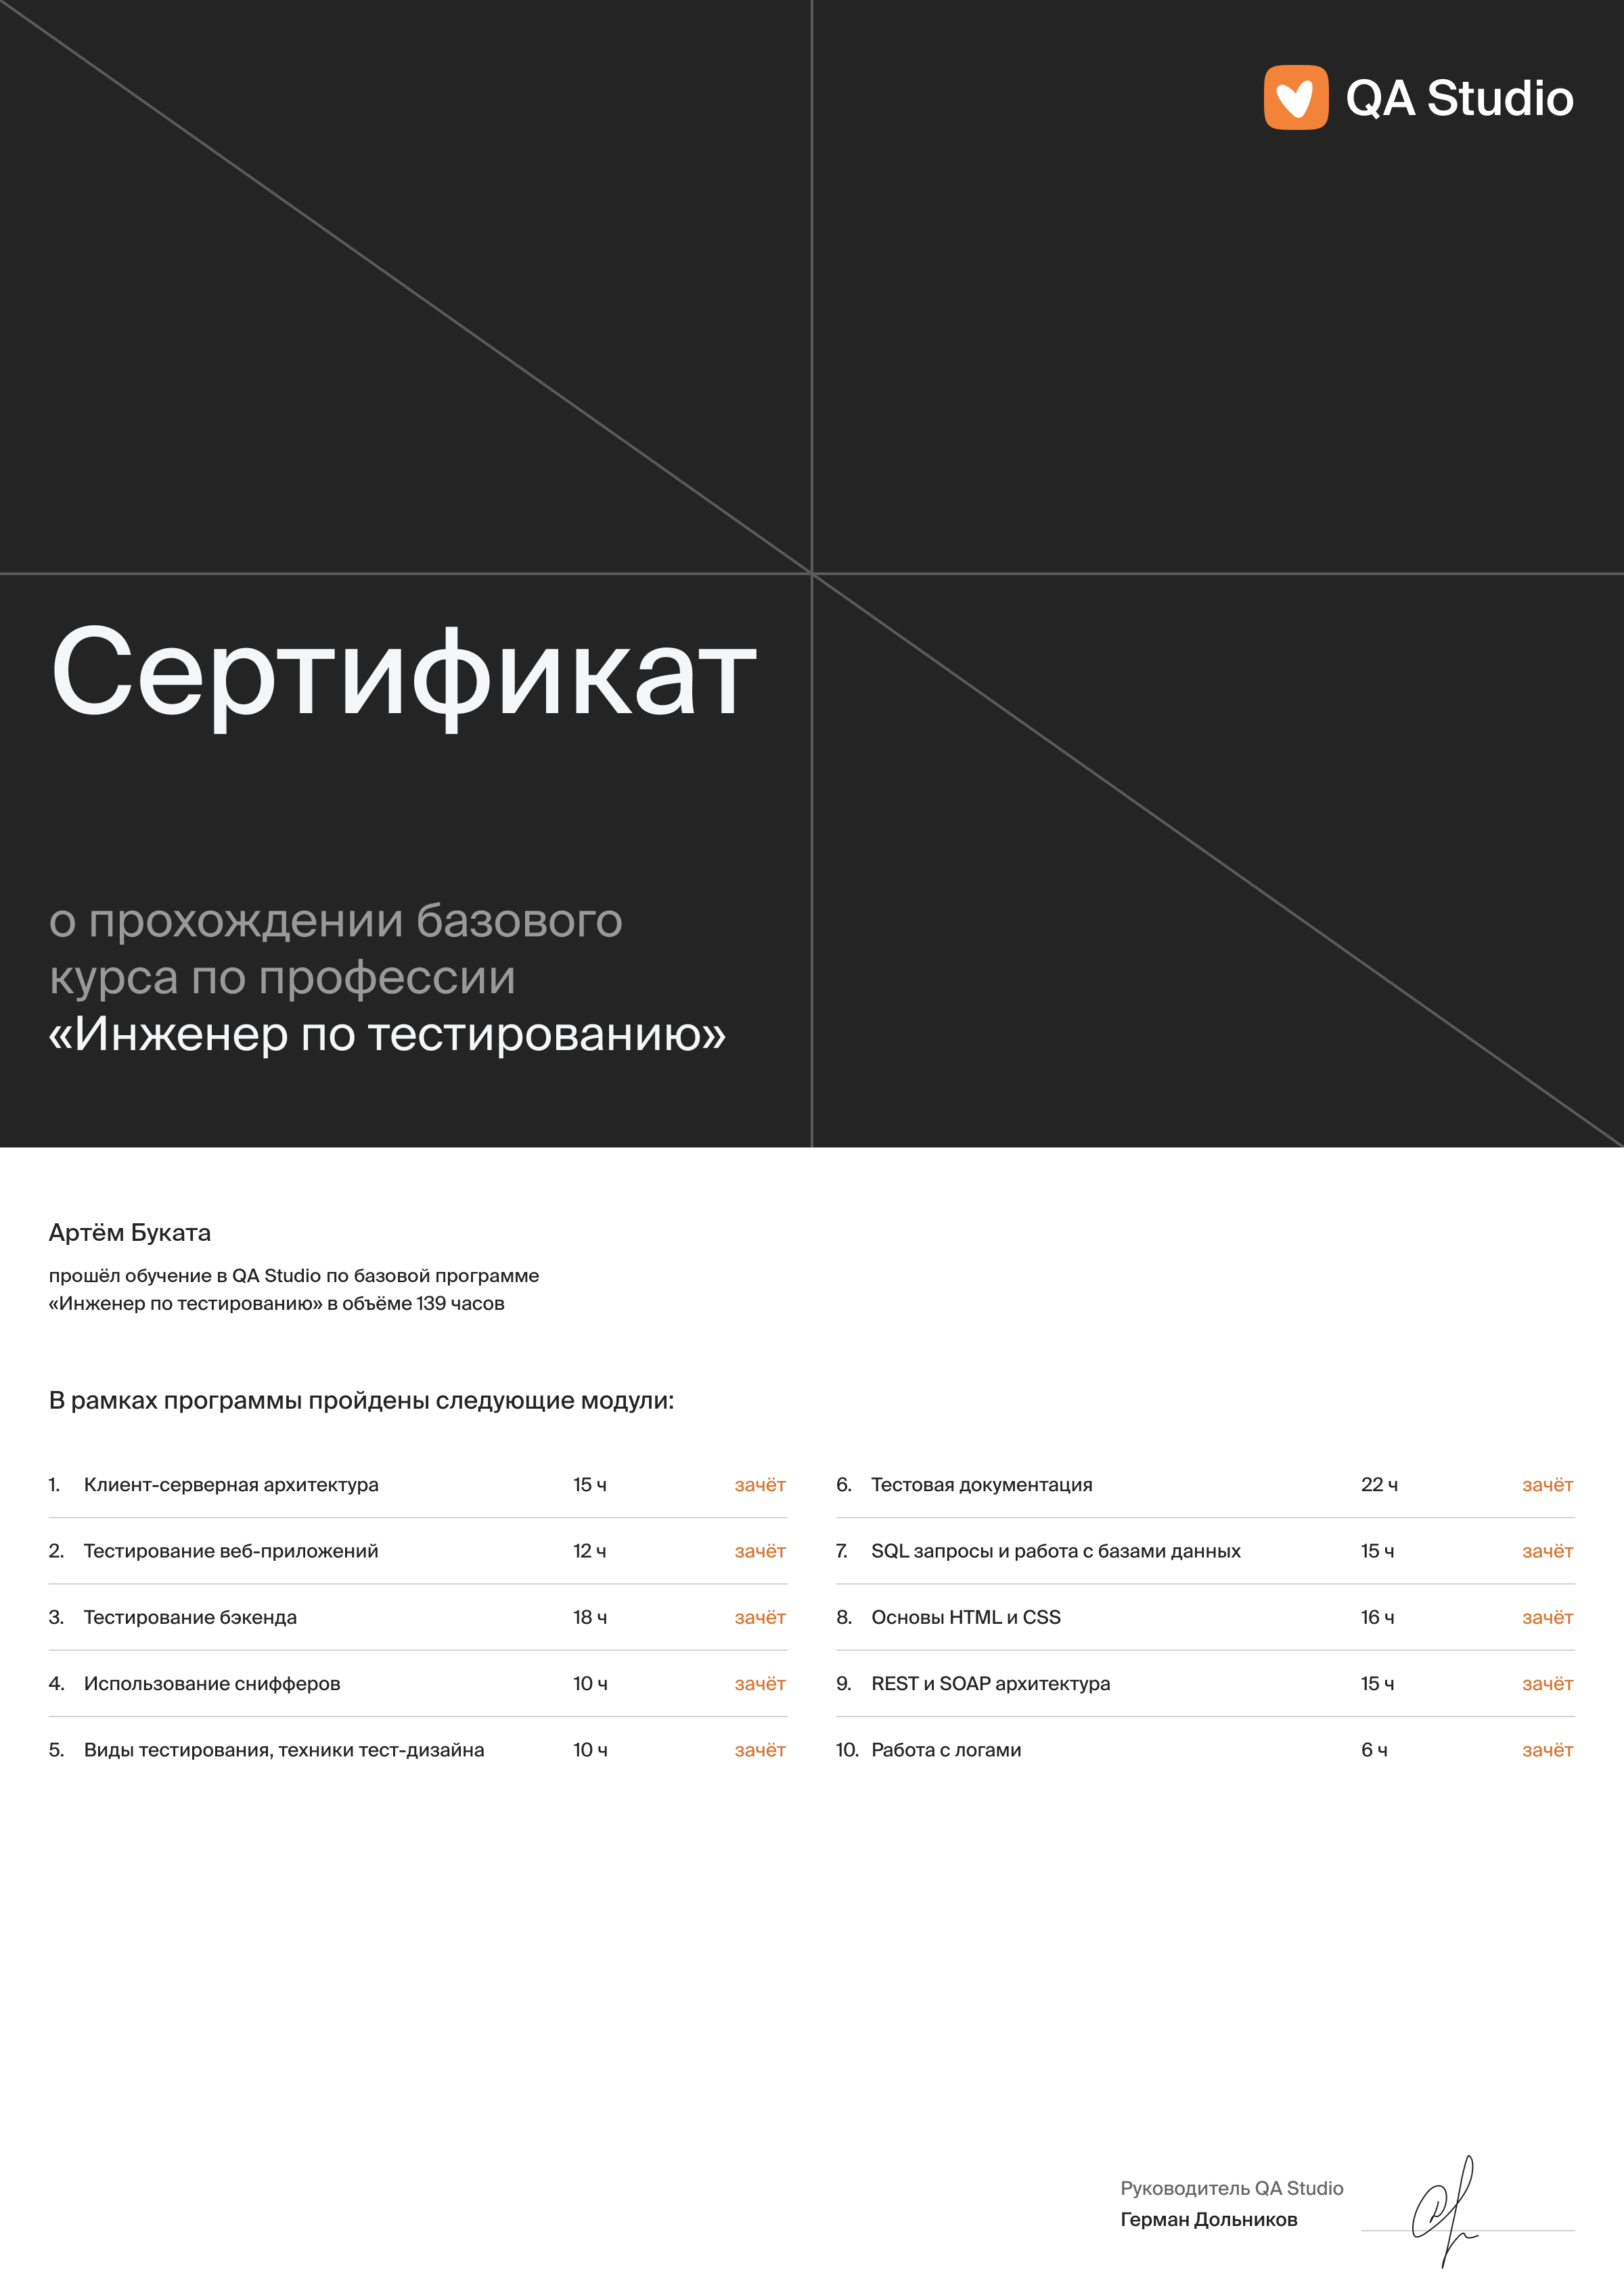 QA Studio
Сертификат
о прохождении базового
курса по профессии
«Инженер по тестированию»
Артём Буката
прошёл обучение в QA Studio по базовой программе
«Инженер по тестированию» в объёме 139 часов
В рамках программы пройдены следующие модули:
1. Клиент-серверная архитектура 15 ч зачёт
2. Тестирование веб-приложений 12 ч зачёт
3. Тестирование бэкенда 18 ч зачёт
4. Использование снифферов 10 ч зачёт
5. Виды тестирования, техники тест-дизайна 10 ч зачёт
6. Тестовая документация 22 ч зачёт
7. SQL запросы и работа с базами данных 15 ч зачёт
8. Основы HTML и CSS 16 ч зачёт
9. REST и SOAP архитектура 15 ч зачёт
10. Работа с логами 6 ч зачёт
Руководитель QA Studio
Герман Дольников